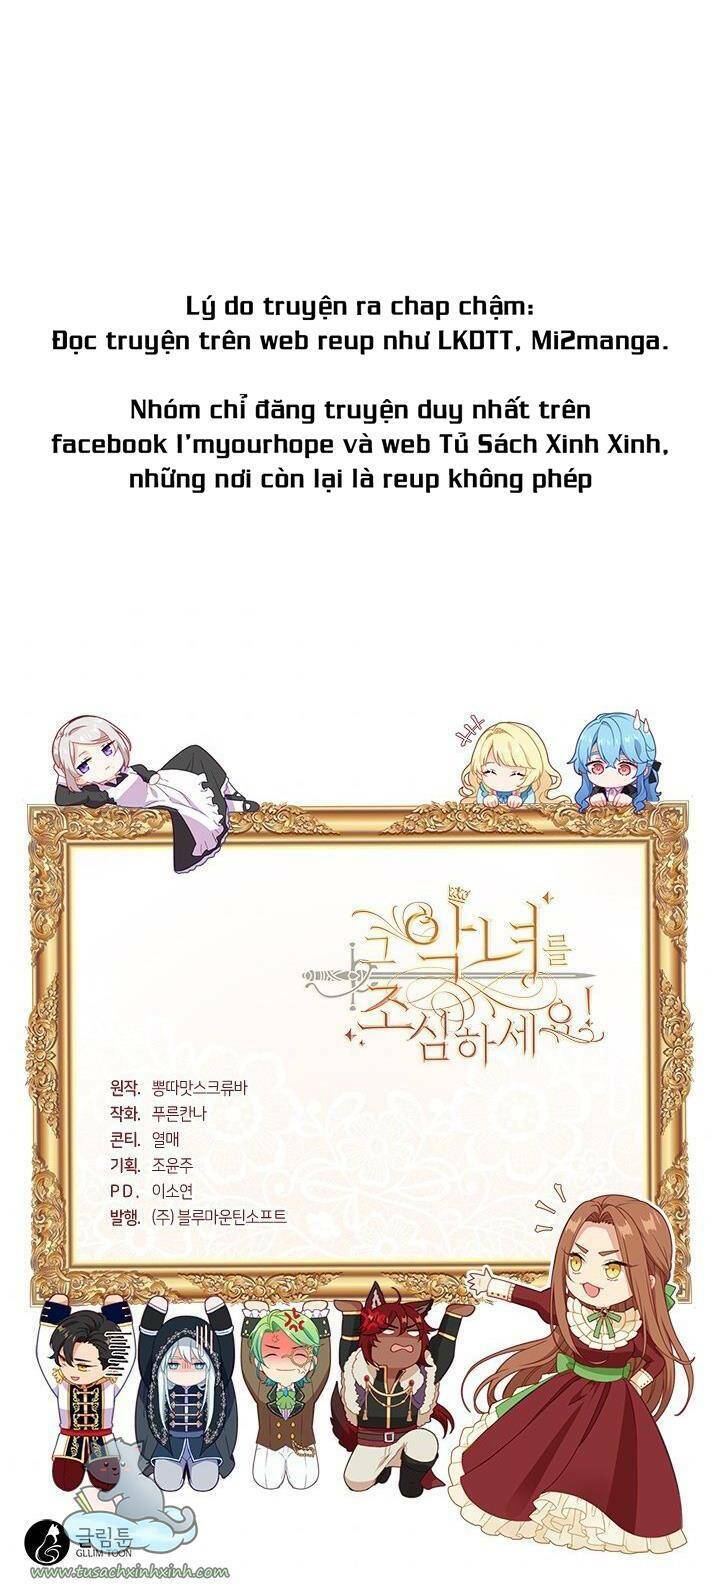 Lý do truyện ra chap chậm:
Đọc truyện trên web reup như LKDTT, Mi2manga.
Nhóm chỉ đăng truyện duy nhất trên
facebook I'myourhope và web Tủ Sách Xinh Xinh,
những nơi còn lại là reup không phép
그 악녀를
조심하세요!
원작. 뽕따맛스크류바
작화. 푸른칸나
콘티. 열매
기획. 조윤주
PD. 이소연
발행. (주) 블루마운틴소프트
글림툰
GLLIM TOON
www.tusachxinhxinh.com